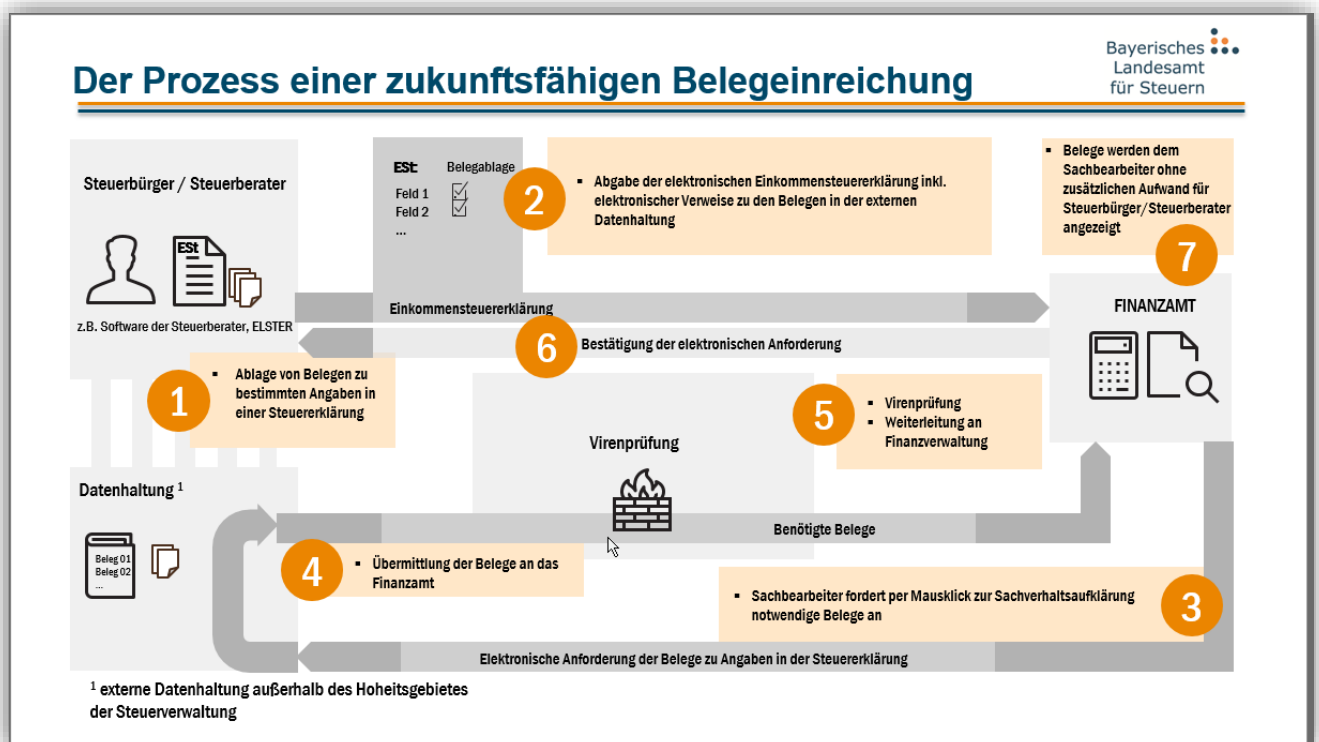 Bayerisches
Landesamt
für Steuern
Der Prozess einer zukunftsfähigen Belegeinreichung
Steuerbürger / Steuerberater
ESt
z.B. Software der Steuerberater, ELSTER
ESt Belegablage
Feld 1
Feld 2
...
2
▪ Abgabe der elektronischen Einkommensteuererklärung inkl.
elektronischer Verweise zu den Belegen in der externen
Datenhaltung
▪ Belege werden dem
Sachbearbeiter ohne
zusätzlichen Aufwand für
Steuerbürger/Steuerberater
angezeigt
7
FINANZAMT
Einkommensteuererklärung
6
Bestätigung der elektronischen Anforderung
1
▪ Ablage von Belegen zu
bestimmten Angaben in
einer Steuererklärung
Virenprüfung
5
▪ Virenprüfung
▪ Weiterleitung an
Finanzverwaltung
Datenhaltung ¹
Beleg 01
Beleg 02
...
Benötigte Belege
4
▪ Übermittlung der Belege an das
Finanzamt
▪ Sachbearbeiter fordert per Mausklick zur Sachverhaltsaufklärung
notwendige Belege an
3
Elektronische Anforderung der Belege zu Angaben in der Steuererklärung
¹ externe Datenhaltung außerhalb des Hoheitsgebietes
der Steuerverwaltung